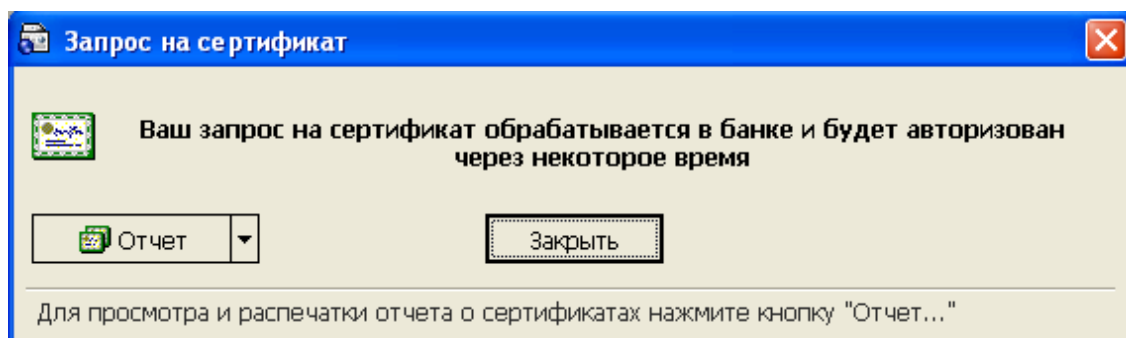 Запрос на сертификат
Ваш запрос на сертификат обрабатывается в банке и будет авторизован
через некоторое время
Отчет
Закрыть
Для просмотра и распечатки отчета о сертификатах нажмите кнопку "Отчет..."